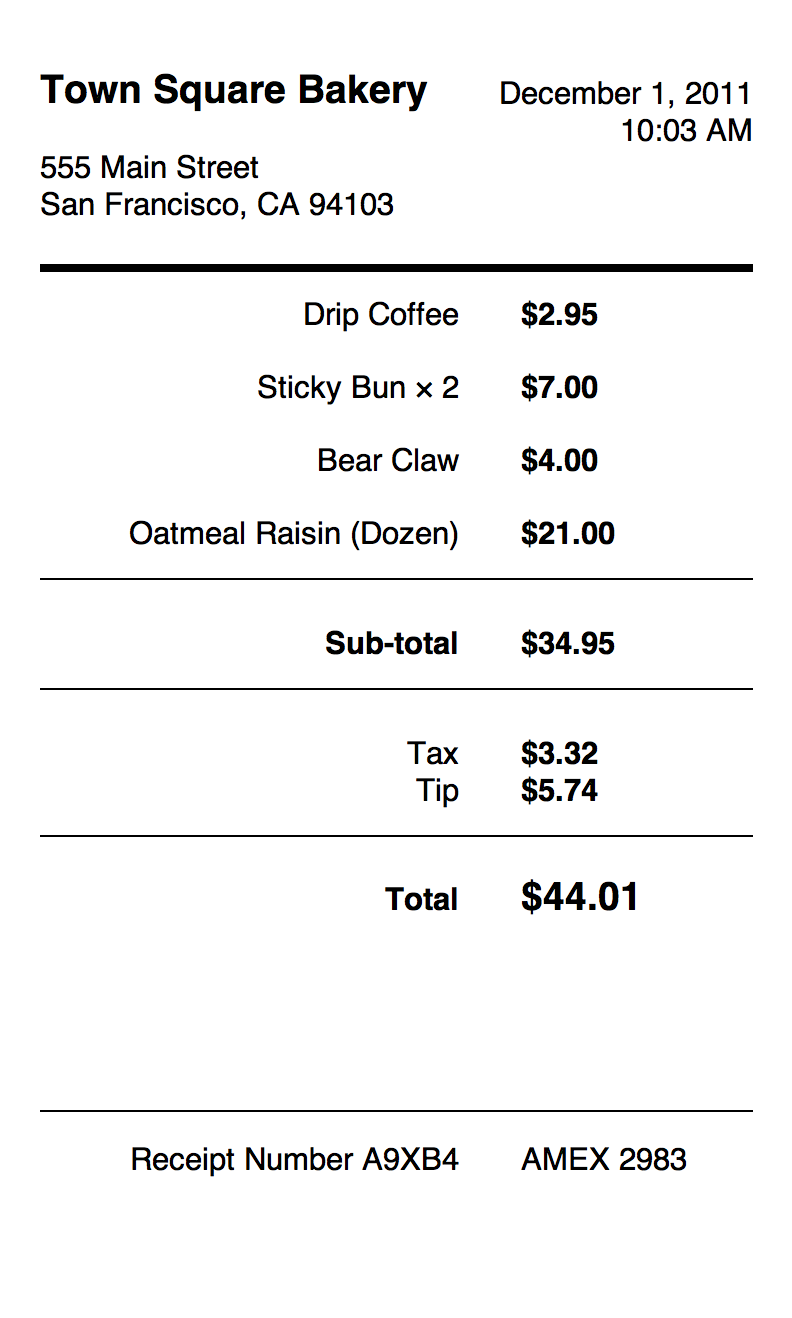 Town Square Bakery
December 1, 2011
10:03 AM
555 Main Street
San Francisco, CA 94103
Drip Coffee $2.95
Sticky Bun × 2 $7.00
Bear Claw $4.00
Oatmeal Raisin (Dozen) $21.00
Sub-total $34.95
Tax $3.32
Tip $5.74
Total $44.01
Receipt Number A9XB4 AMEX 2983